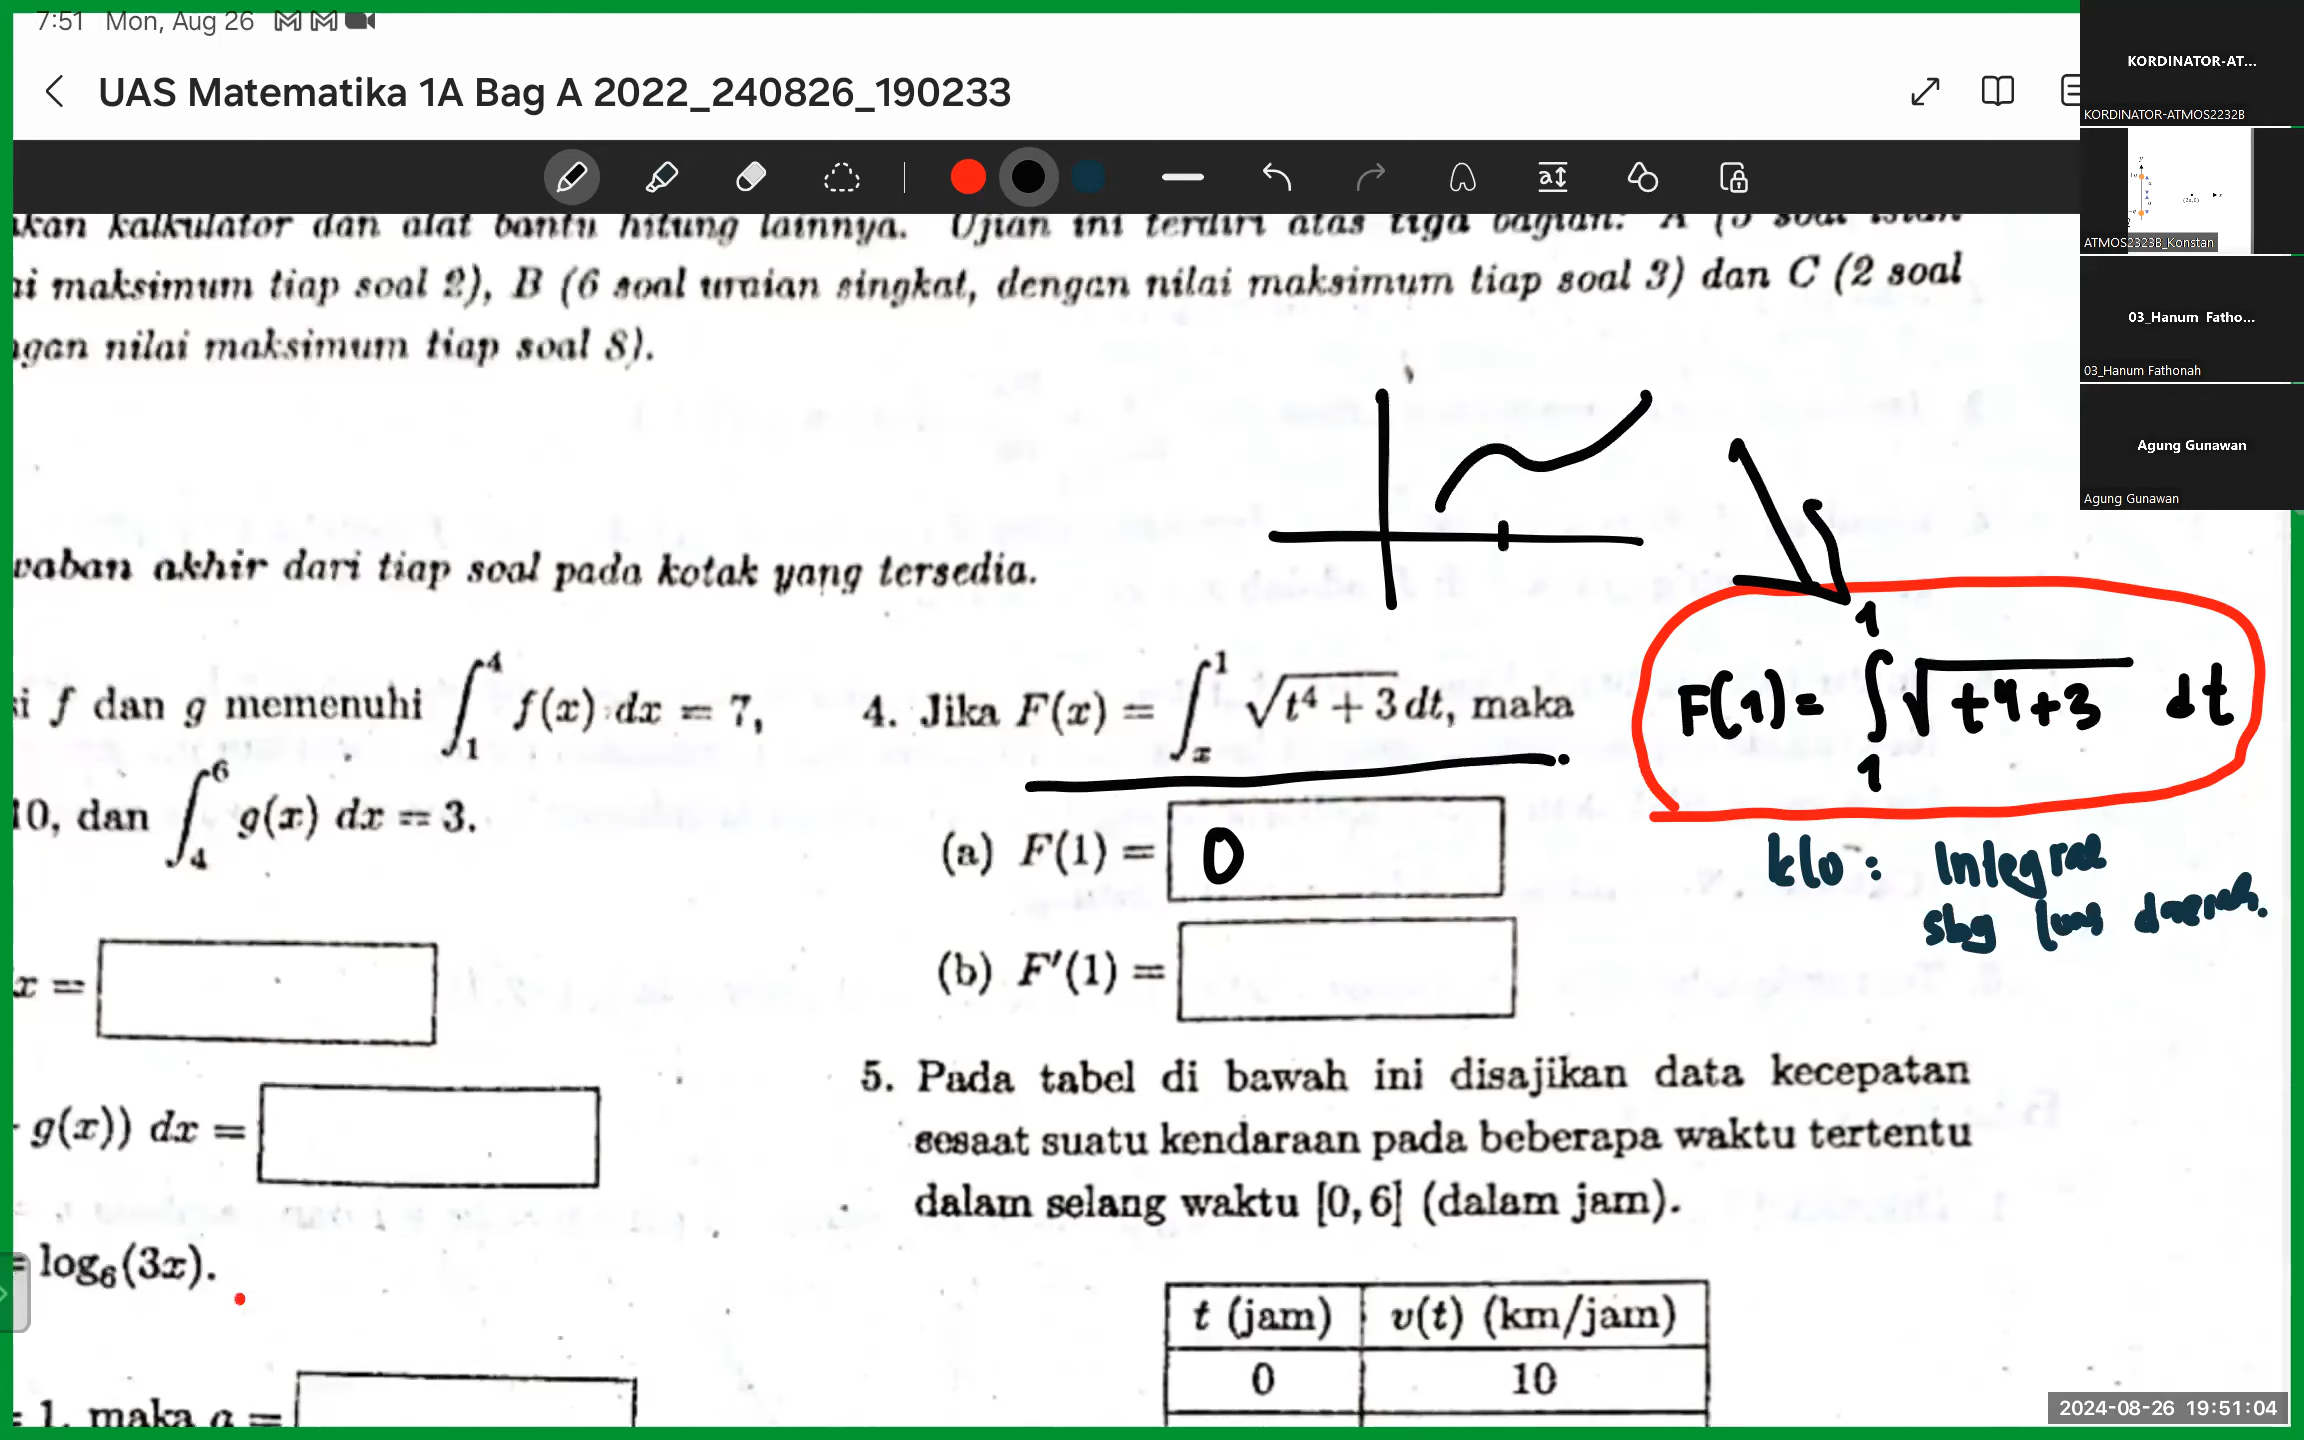 7:51 Mon, Aug 26
UAS Matematika 1A Bag A 2022_240826_190233
kan kalkulator dan alat bantu hitung lainnya. Ujian ini terdiri atas tiga bagian: A (5 soal isian
ai maksimum tiap soal 2), B (6 soal uraian singkat, dengan nilai maksimum tiap soal 3) dan C (2 soal
ngan nilai maksimum tiap soal 8).
waban akhir dari tiap soal pada kotak yang tersedia.
si f dan g memenuhi ∫₁⁴ f(x) dx = 7,
10, dan ∫₄⁶ g(x) dx = 3.
x =
g(x)) dx =
= log₆(3x).
= 1, maka a =
4. Jika F(x) = ∫ₓ¹ √(t⁴ + 3) dt, maka
(a) F(1) = 0
(b) F′(1) =
F(1) = ∫₁¹ √(t⁴+3) dt
klo : Integral
sbg luas daerah.
5. Pada tabel di bawah ini disajikan data kecepatan
sesaat suatu kendaraan pada beberapa waktu tertentu
dalam selang waktu [0, 6] (dalam jam).
t (jam) v(t) (km/jam)
0 10
KORDINATOR-AT...
KORDINATOR-ATMOS2232B
ATMOS2323B_Konstan
03_Hanum Fatho...
03_Hanum Fathonah
Agung Gunawan
Agung Gunawan
2024-08-26 19:51:04